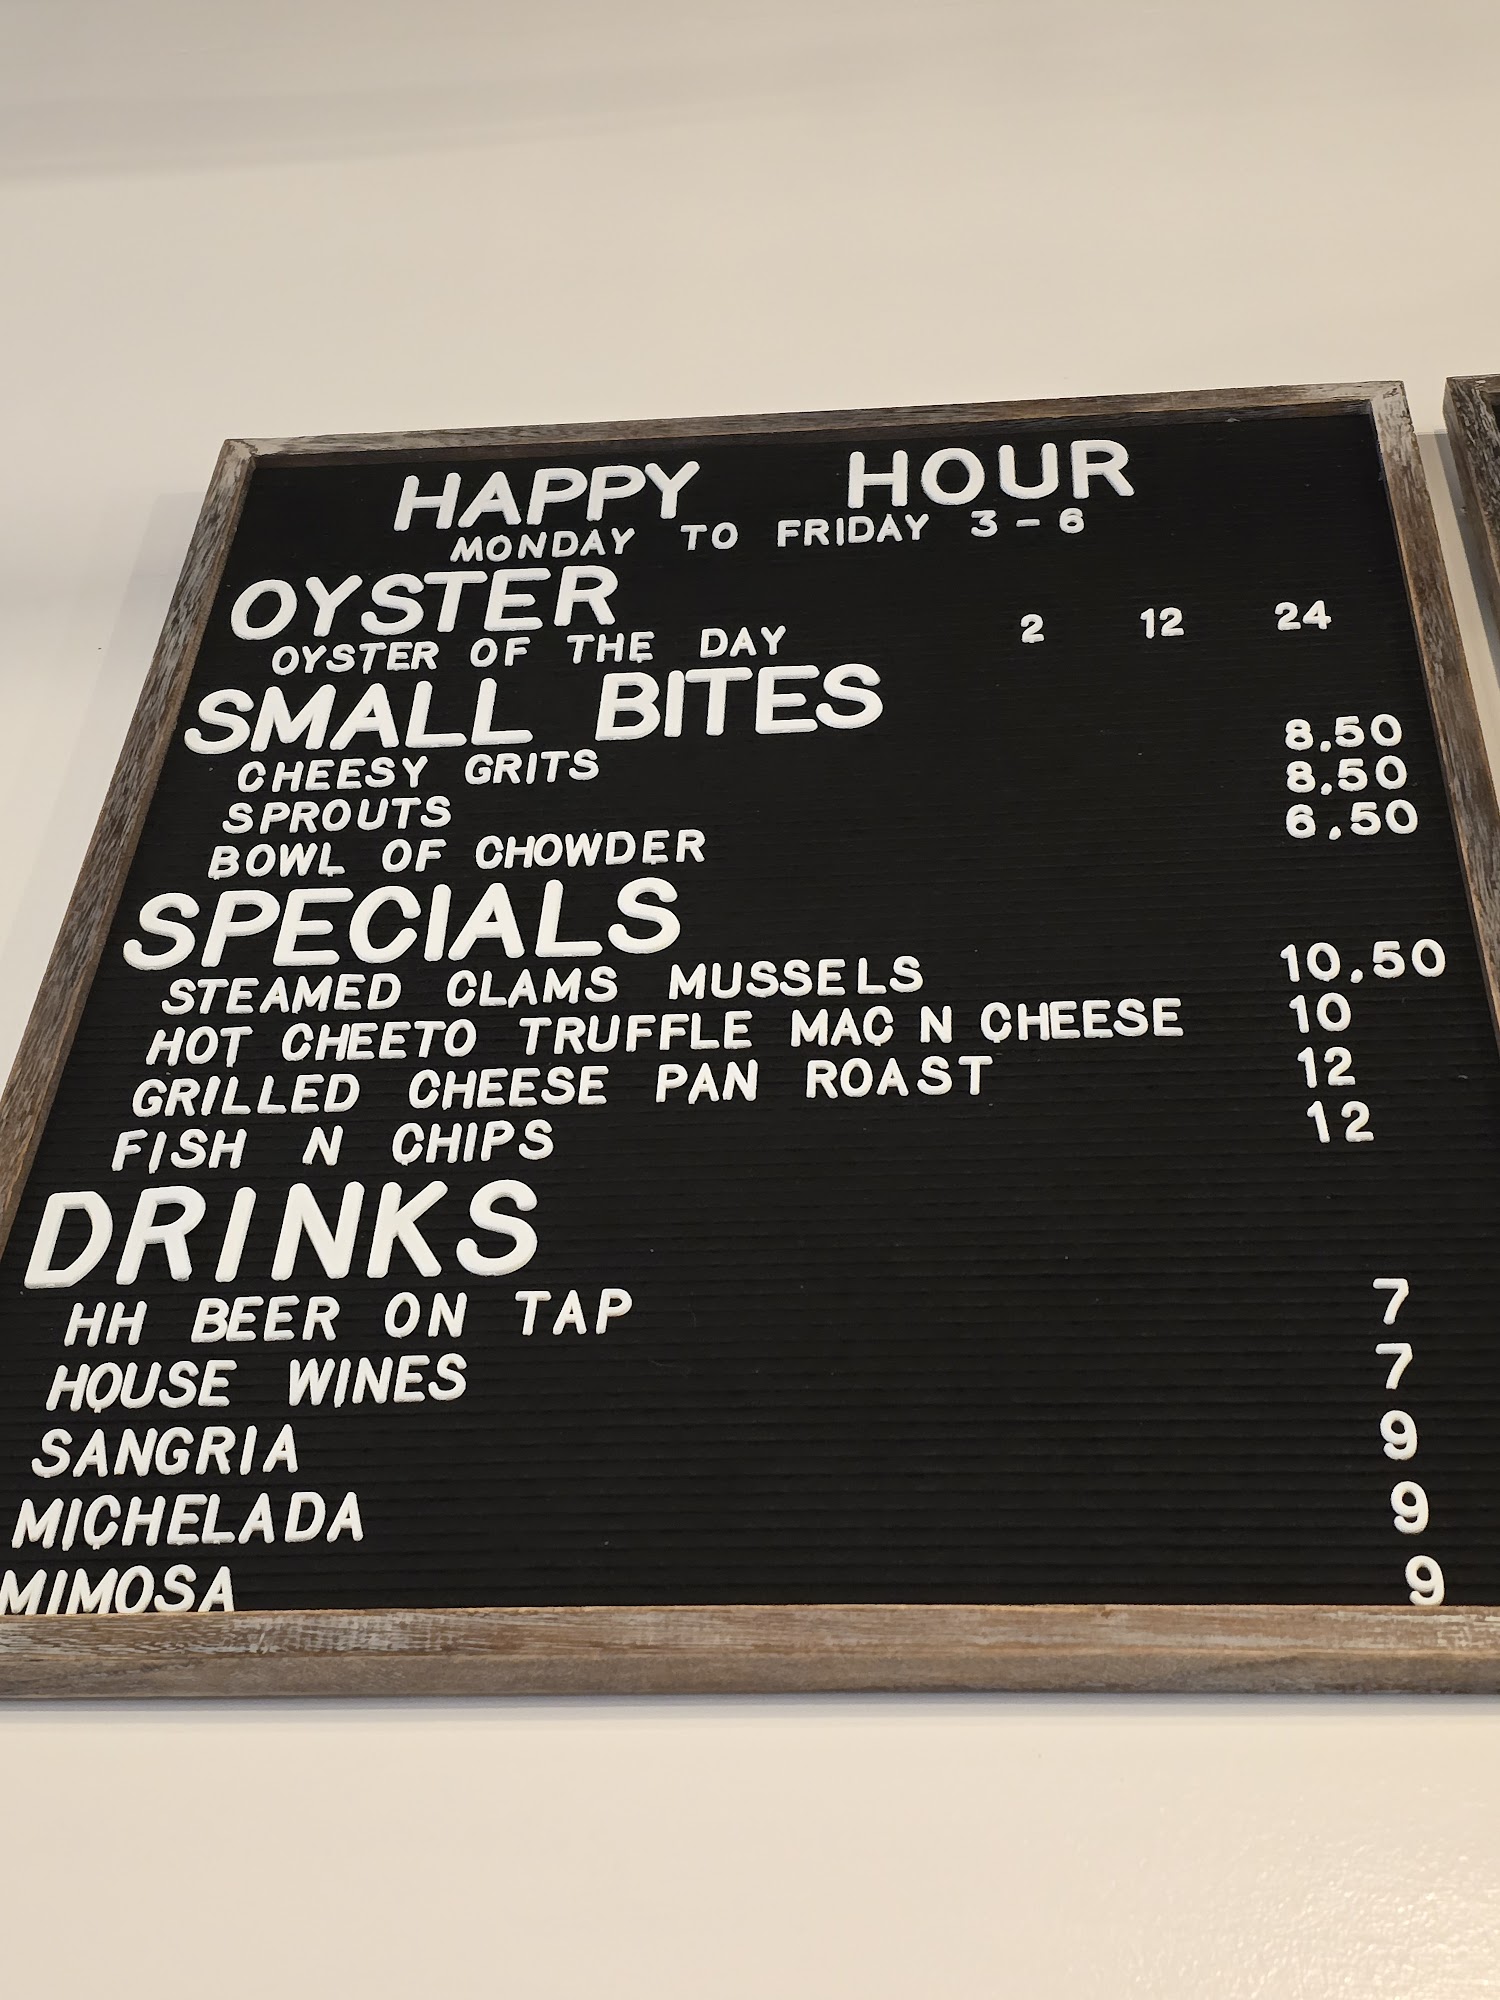 HAPPY HOUR
MONDAY TO FRIDAY 3-6
OYSTER
OYSTER OF THE DAY 2 12 24
SMALL BITES
CHEESY GRITS 8.50
SPROUTS 8.50
BOWL OF CHOWDER 6.50
SPECIALS
STEAMED CLAMS MUSSELS 10.50
HOT CHEETO TRUFFLE MAC N CHEESE 10
GRILLED CHEESE PAN ROAST 12
FISH N CHIPS 12
DRINKS
HH BEER ON TAP 7
HOUSE WINES 7
SANGRIA 9
MICHELADA 9
MIMOSA 9